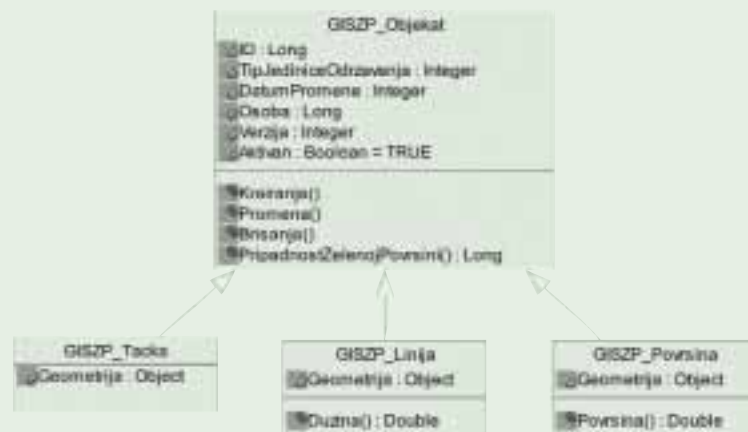 GISZP_Objekat
ID : Long
TipJediniceOdrzavanja : Integer
DatumPromene : Integer
Osoba : Long
Verzija : Integer
Aktivan : Boolean = TRUE
Kreiranje()
Promena()
Brisanje()
PripadnostZelenojPovrsini() : Long
GISZP_Tacka
Geometrija : Object
GISZP_Linija
Geometrija : Object
Duzina() : Double
GISZP_Povrsina
Geometrija : Object
Povrsina() : Double